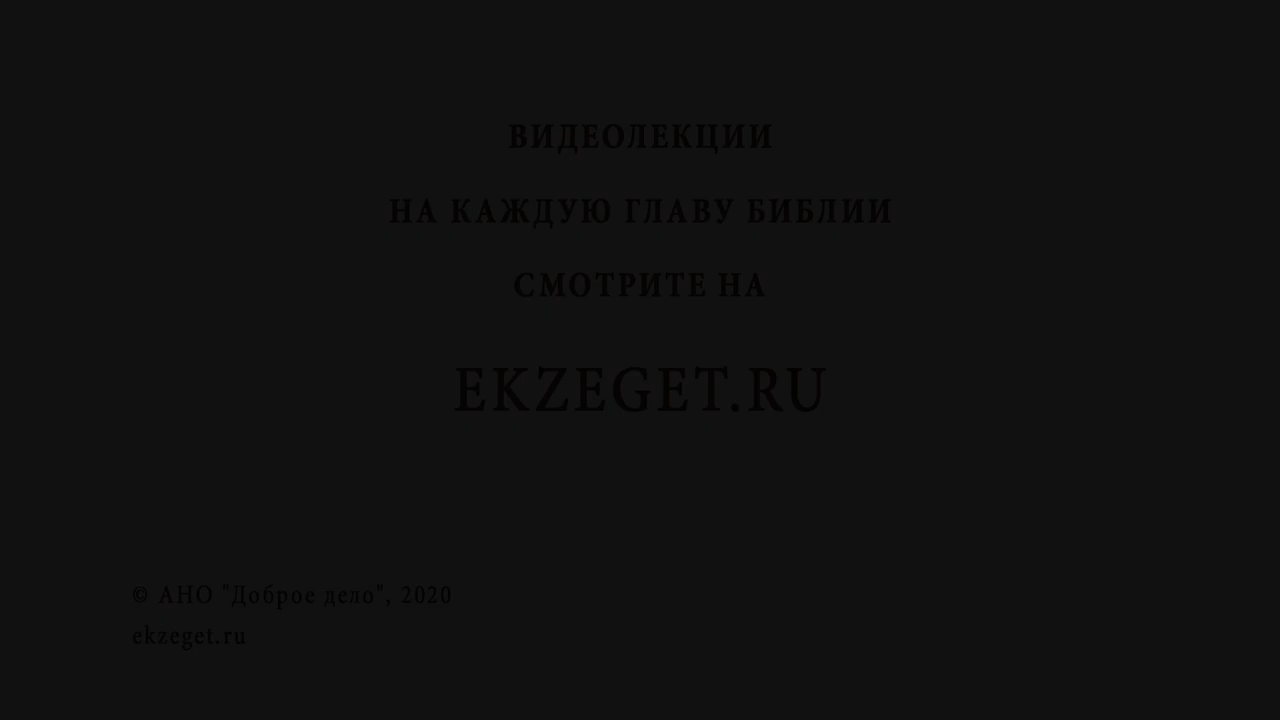 ВИДЕОЛЕКЦИИ
НА КАЖДУЮ ГЛАВУ БИБЛИИ
СМОТРИТЕ НА
EKZEGET.RU
© АНО "Доброе дело", 2020
ekzeget.ru